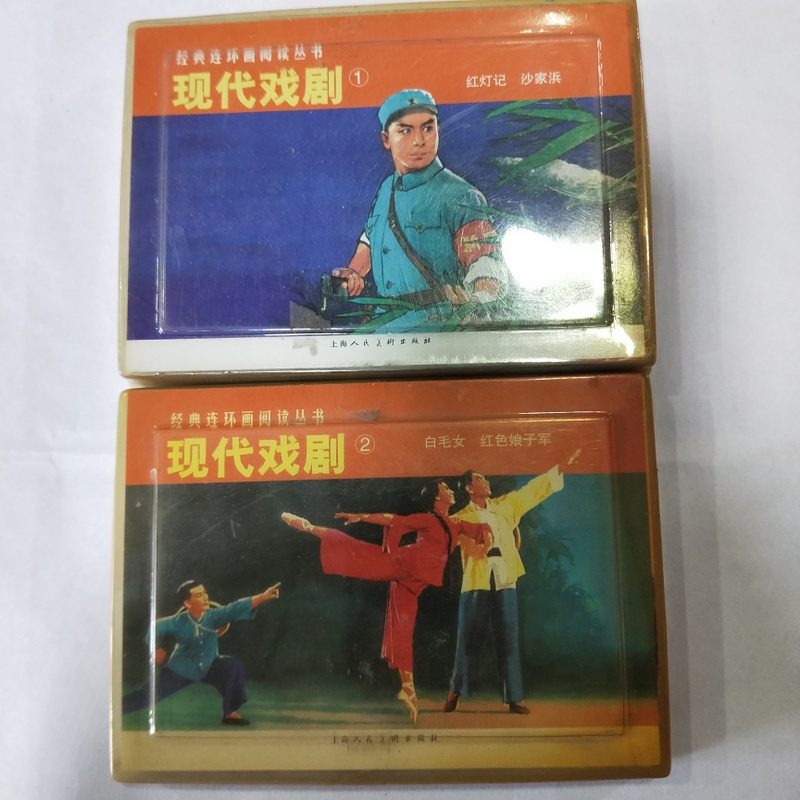 经典连环画阅读丛书
现代戏剧①
红灯记 沙家浜
上海人民美術出版社
经典连环画阅读丛书
现代戏剧②
白毛女 红色娘子军
上海人民美術出版社